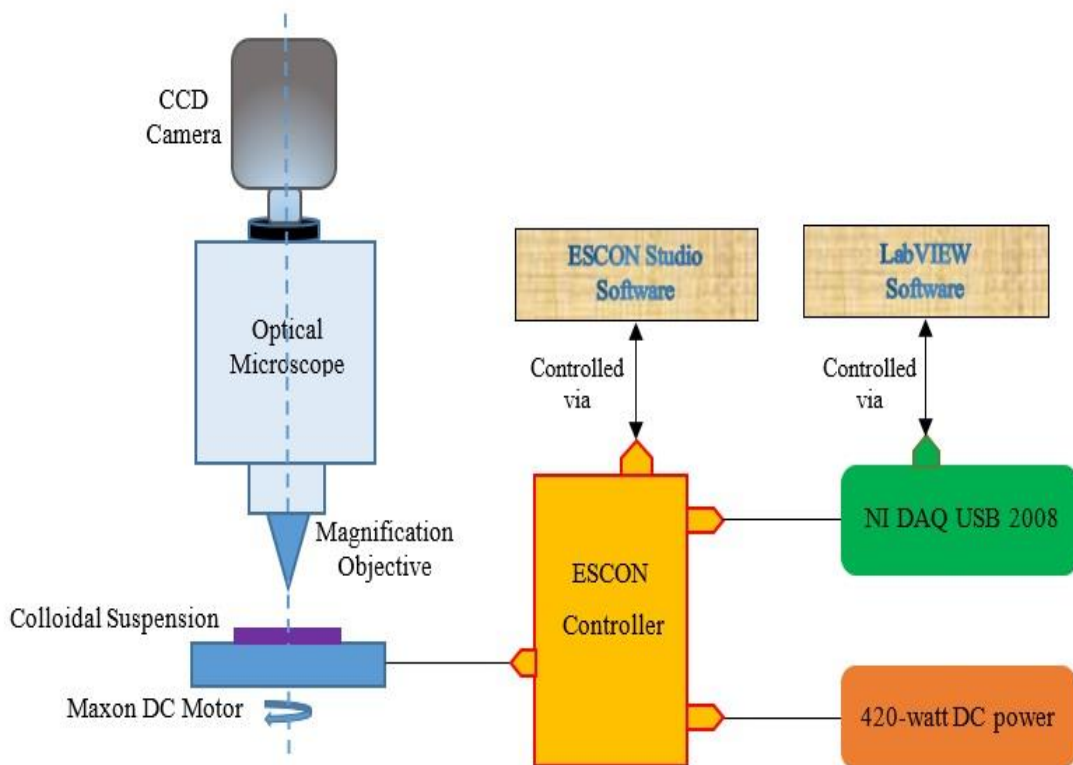 CCD
Camera
Optical
Microscope
Magnification
Objective
Colloidal Suspension
Maxon DC Motor
ESCON Studio
Software
LabVIEW
Software
Controlled
via
Controlled
via
ESCON
Controller
NI DAQ USB 2008
420-watt DC power